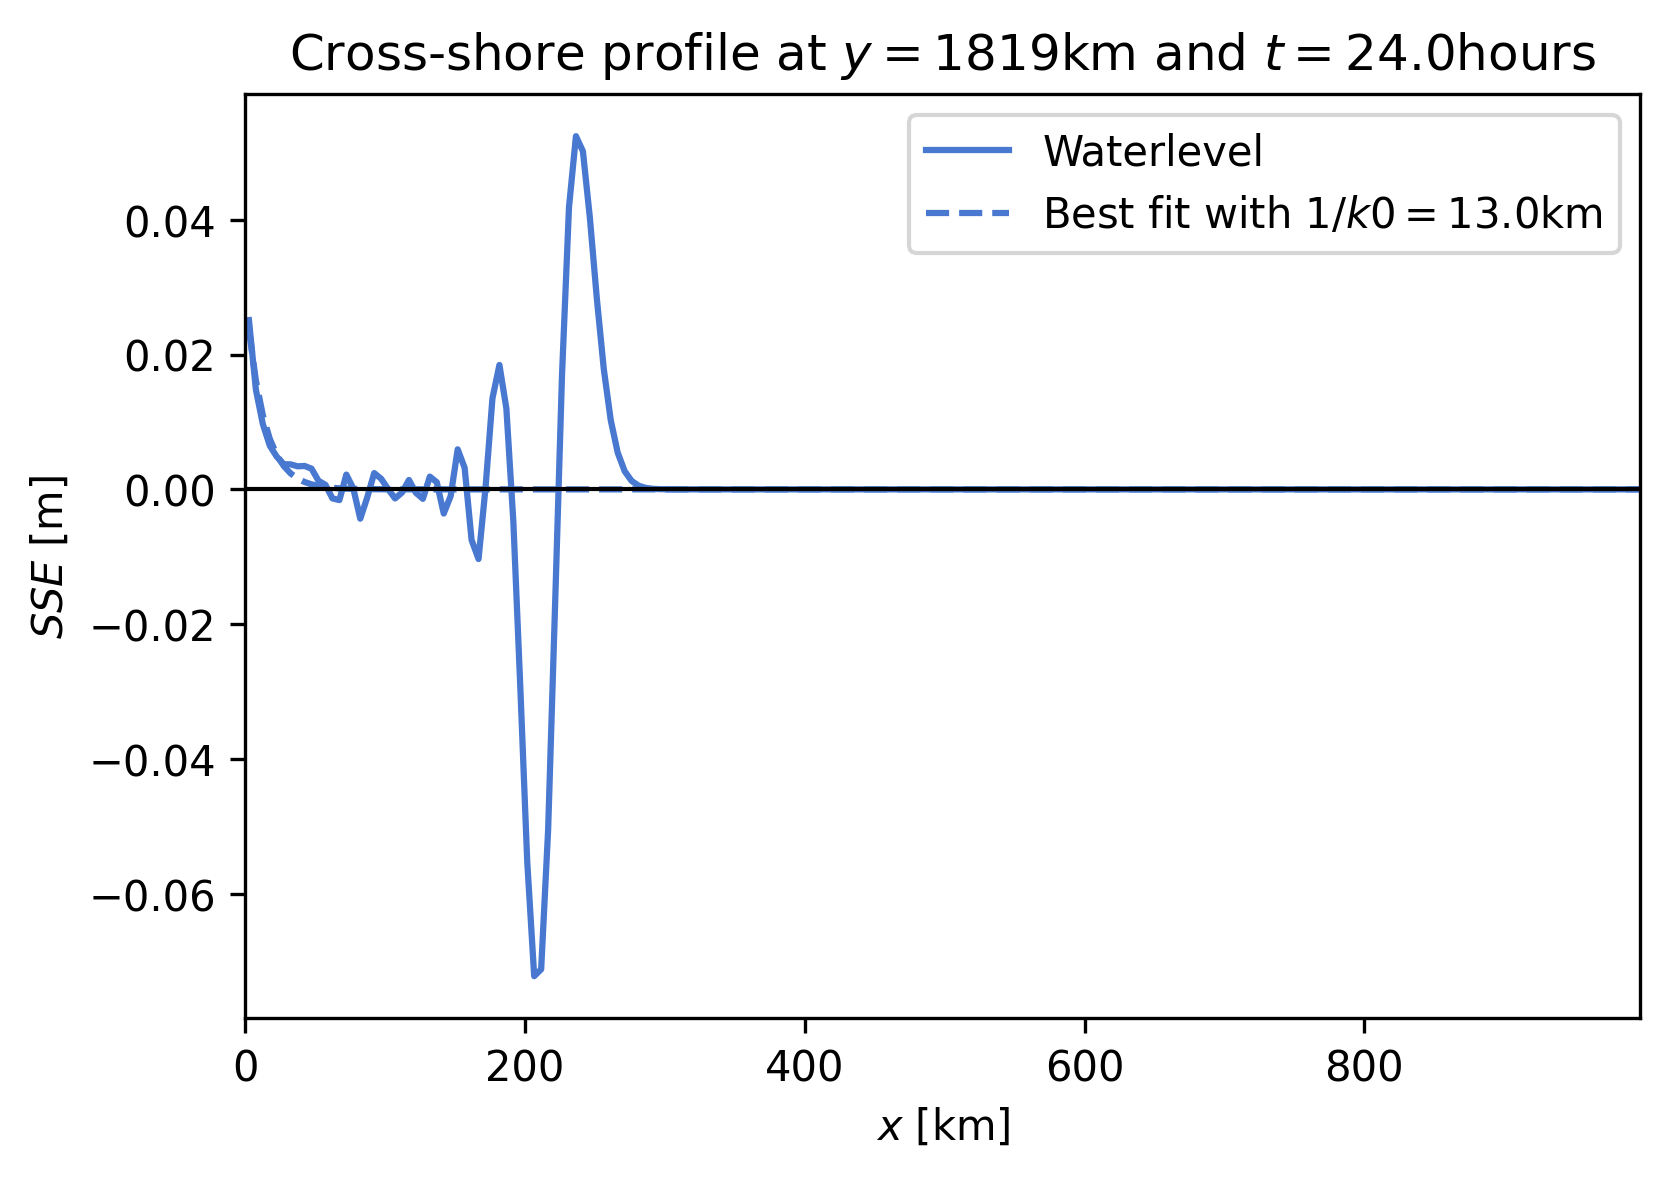 Cross-shore profile at y = 1819km and t = 24.0hours
Waterlevel
Best fit with 1/k0 = 13.0km
0.04
0.02
0.00
−0.02
−0.04
−0.06
SSE [m]
0 200 400 600 800
x [km]